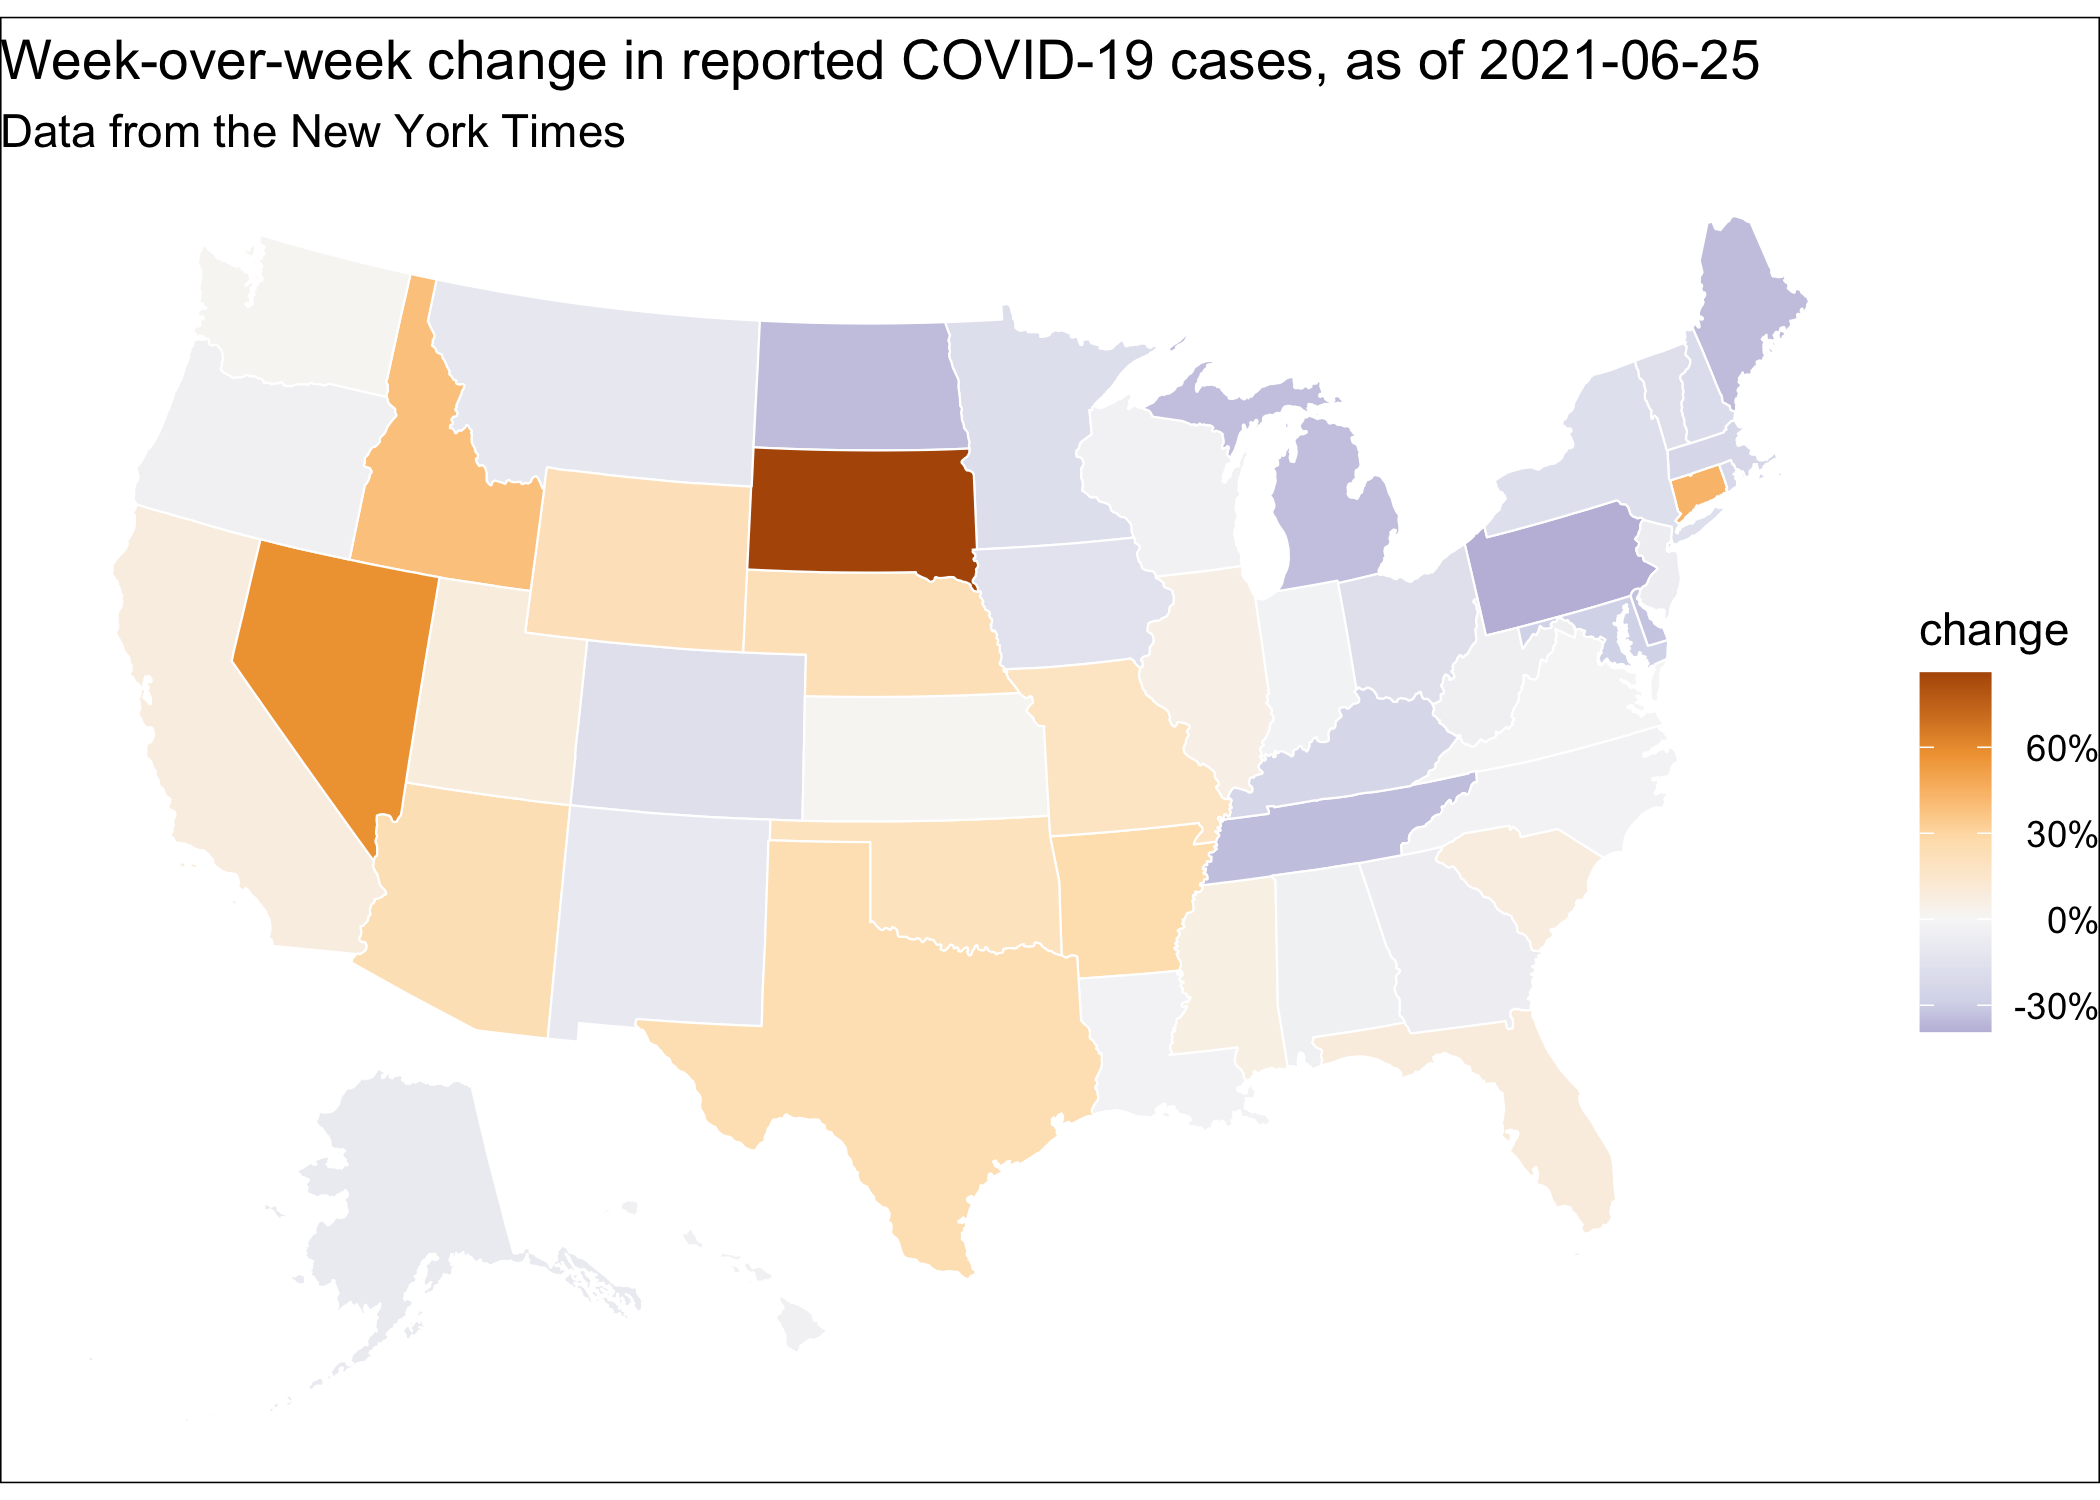 Week-over-week change in reported COVID-19 cases, as of 2021-06-25
Data from the New York Times
change
60%
30%
0%
-30%